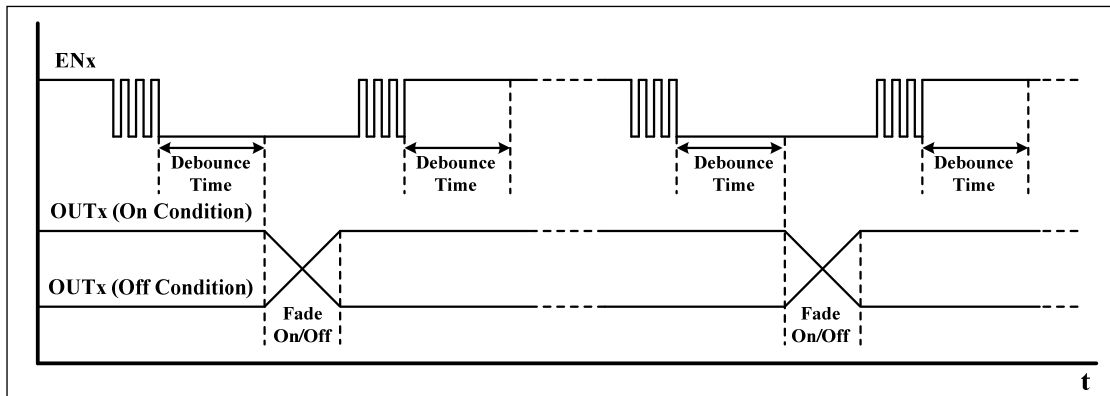 ENx
Debounce
Time
Debounce
Time
Debounce
Time
Debounce
Time
OUTx (On Condition)
OUTx (Off Condition)
Fade
On/Off
Fade
On/Off
t